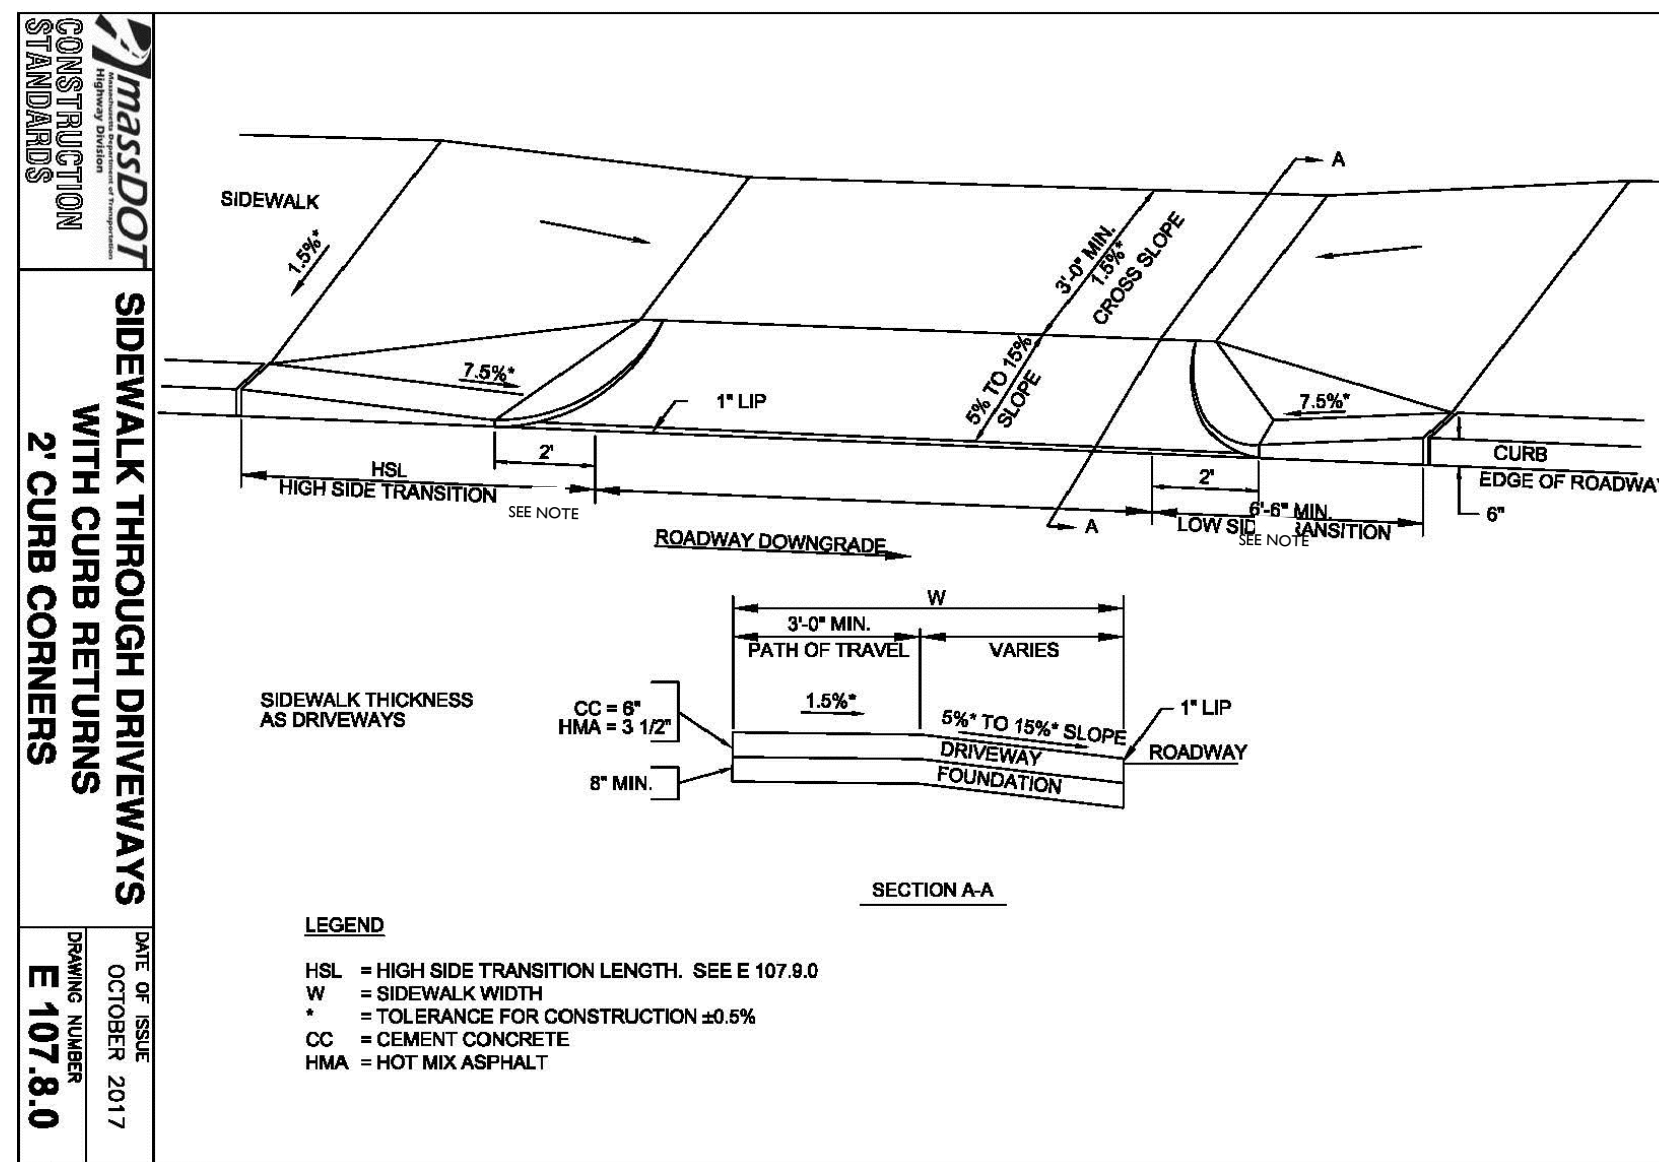 massDOT
Massachusetts Department of Transportation
Highway Division
CONSTRUCTION
STANDARDS
SIDEWALK THROUGH DRIVEWAYS
WITH CURB RETURNS
2' CURB CORNERS
DATE OF ISSUE
OCTOBER 2017
DRAWING NUMBER
E 107.8.0
SIDEWALK
1.5%*
A
3'-0" MIN.
1.5%*
CROSS SLOPE
7.5%*
1" LIP
5% TO 15%
SLOPE
7.5%*
CURB
EDGE OF ROADWAY
6"
2'
HSL
HIGH SIDE TRANSITION
SEE NOTE
2'
6'-6" MIN.
LOW SID RANSITION
SEE NOTE
A
ROADWAY DOWNGRADE
W
3'-0" MIN.
PATH OF TRAVEL
VARIES
SIDEWALK THICKNESS
AS DRIVEWAYS
CC = 6"
HMA = 3 1/2"
1.5%*
5%* TO 15%* SLOPE
1" LIP
DRIVEWAY
ROADWAY
FOUNDATION
8" MIN.
SECTION A-A
LEGEND
HSL = HIGH SIDE TRANSITION LENGTH. SEE E 107.9.0
W = SIDEWALK WIDTH
* = TOLERANCE FOR CONSTRUCTION ±0.5%
CC = CEMENT CONCRETE
HMA = HOT MIX ASPHALT